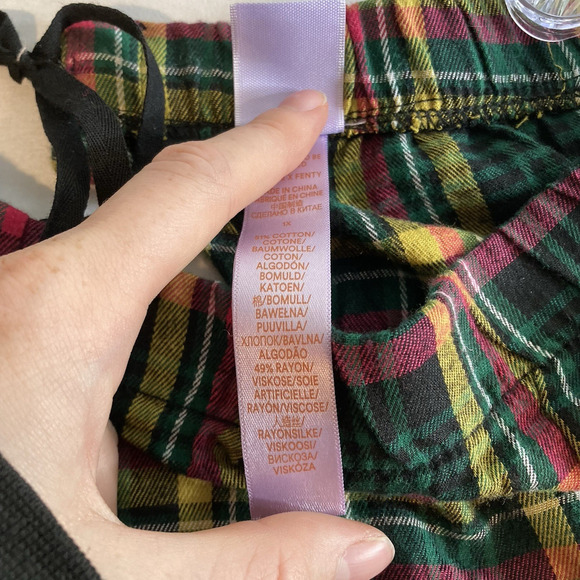 X FENTY
MADE IN CHINA
FABRIQUÉ EN CHINE
中国制造
СДЕЛАНО В КИТАЕ
1X
51% COTTON/
COTONE/
BAUMWOLLE/
COTON/
ALGODÓN/
BOMULD/
KATOEN/
棉/BOMULL/
BAWEŁNA/
PUUVILLA/
ХЛОПОК/BAVLNA/
ALGODÃO
49% RAYON/
VISKOSE/SOIE
ARTIFICIELLE/
RAYÓN/VISCOSE/
人造丝/
RAYONSILKE/
VISKOOSI/
ВИСКОЗА/
VISKÓZA